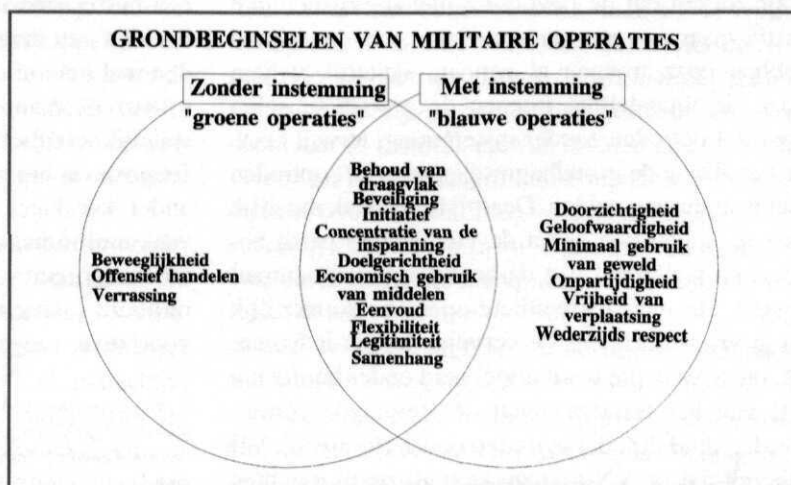 GRONDBEGINSELEN VAN MILITAIRE OPERATIES
Zonder instemming
"groene operaties"
Met instemming
"blauwe operaties"
Beweeglijkheid
Offensief handelen
Verrassing
Behoud van
draagvlak
Beveiliging
Initiatief
Concentratie van de
inspanning
Doelgerichtheid
Economisch gebruik
van middelen
Eenvoud
Flexibiliteit
Legitimiteit
Samenhang
Doorzichtigheid
Geloofwaardigheid
Minimaal gebruik
van geweld
Onpartijdigheid
Vrijheid van
verplaatsing
Wederzijds respect